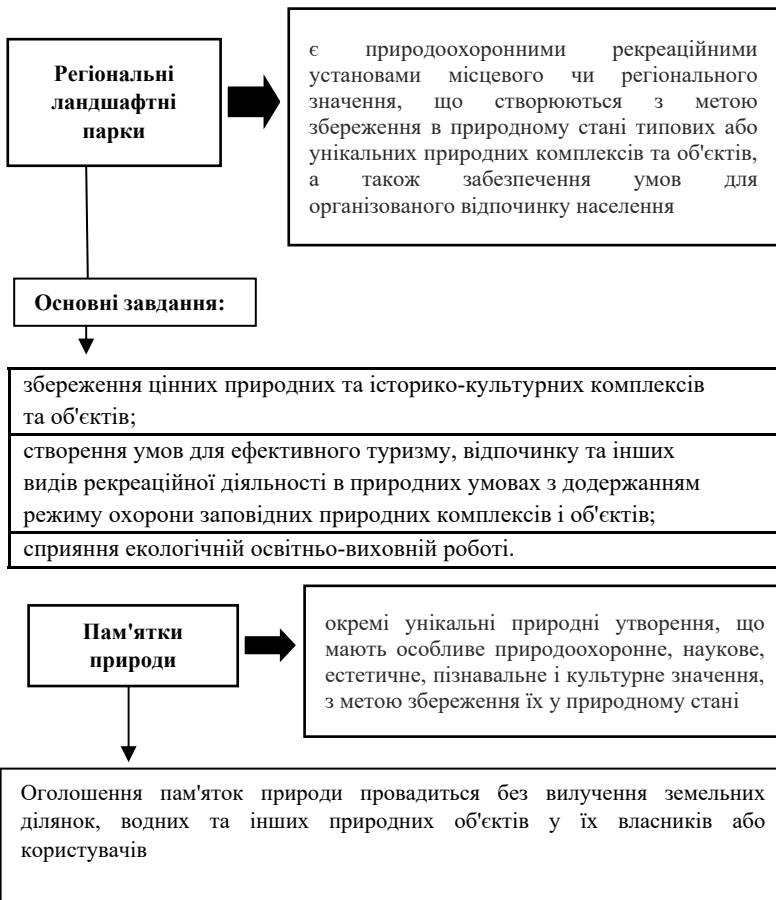 Регіональні
ландшафтні
парки
є природоохоронними рекреаційними
установами місцевого чи регіонального
значення, що створюються з метою
збереження в природному стані типових або
унікальних природних комплексів та об'єктів,
а також забезпечення умов для
організованого відпочинку населення
Основні завдання:
збереження цінних природних та історико-культурних комплексів
та об'єктів;
створення умов для ефективного туризму, відпочинку та інших
видів рекреаційної діяльності в природних умовах з додержанням
режиму охорони заповідних природних комплексів і об'єктів;
сприяння екологічній освітньо-виховній роботі.
Пам'ятки
природи
окремі унікальні природні утворення, що
мають особливе природоохоронне, наукове,
естетичне, пізнавальне і культурне значення,
з метою збереження їх у природному стані
Оголошення пам'яток природи провадиться без вилучення земельних
ділянок, водних та інших природних об'єктів у їх власників або
користувачів